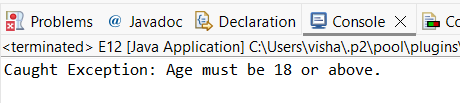 Problems @ Javadoc Declaration Console × Co
<terminated> E12 [Java Application] C:\Users\visha\.p2\pool\plugins\
Caught Exception: Age must be 18 or above.